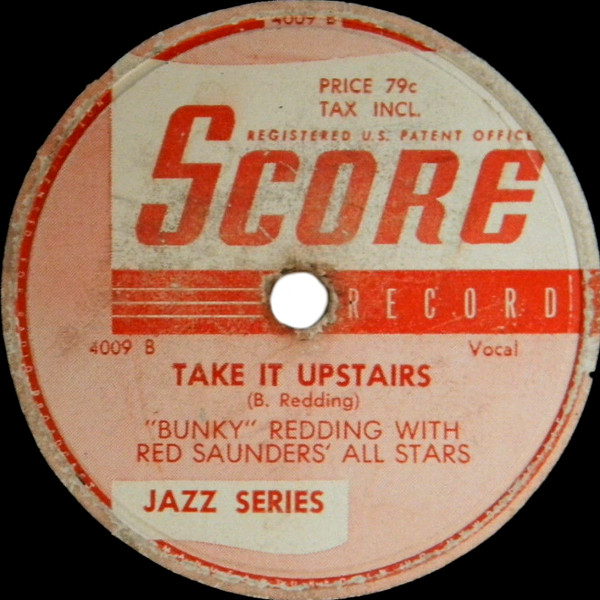 4009 B
PRICE 79c
TAX INCL.
REGISTERED U.S. PATENT OFFICE
SCORE
RECORD
4009 B
Vocal
TAKE IT UPSTAIRS
(B. Redding)
"BUNKY" REDDING WITH
RED SAUNDERS' ALL STARS
JAZZ SERIES